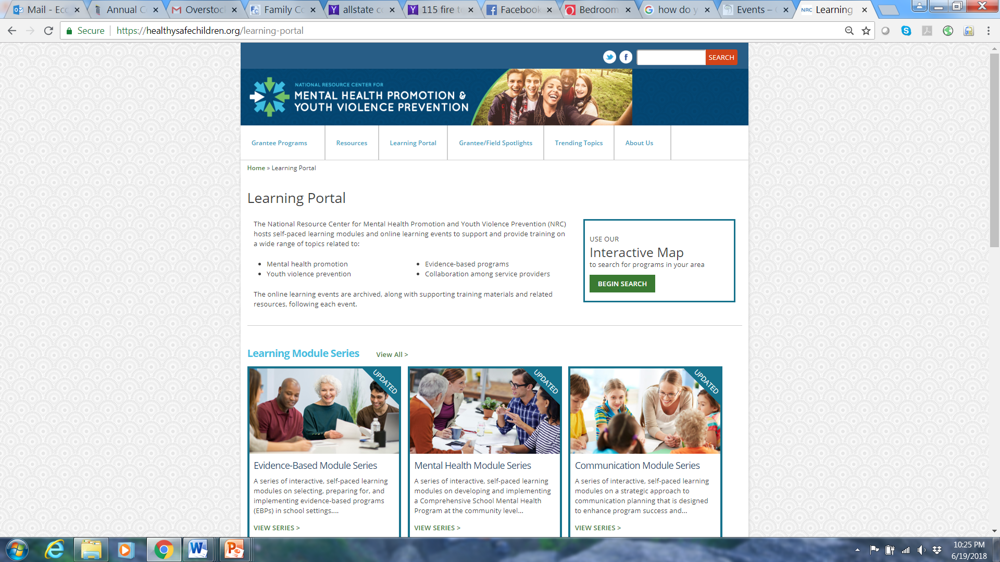 Mail - Ecc
Annual C
Overstoc
Family Co
allstate c
115 fire t
Facebook
Bedroom
how do y
Events –
NRC Learning
Secure https://healthysafechildren.org/learning-portal
SEARCH
NATIONAL RESOURCE CENTER FOR
MENTAL HEALTH PROMOTION &
YOUTH VIOLENCE PREVENTION
Grantee Programs
Resources
Learning Portal
Grantee/Field Spotlights
Trending Topics
About Us
Home » Learning Portal
Learning Portal
The National Resource Center for Mental Health Promotion and Youth Violence Prevention (NRC)
hosts self-paced learning modules and online learning events to support and provide training on
a wide range of topics related to:
Mental health promotion
Youth violence prevention
Evidence-based programs
Collaboration among service providers
The online learning events are archived, along with supporting training materials and related
resources, following each event.
USE OUR
Interactive Map
to search for programs in your area
BEGIN SEARCH
Learning Module Series View All >
UPDATED
Evidence-Based Module Series
A series of interactive, self-paced learning
modules on selecting, preparing for, and
implementing evidence-based programs
(EBPs) in school settings....
VIEW SERIES >
UPDATED
Mental Health Module Series
A series of interactive, self-paced learning
modules on developing and implementing
a Comprehensive School Mental Health
Program at the community level...
VIEW SERIES >
UPDATED
Communication Module Series
A series of interactive, self-paced learning
modules on a strategic approach to
communication planning that is designed
to enhance program success and...
VIEW SERIES >
10:25 PM
6/19/2018